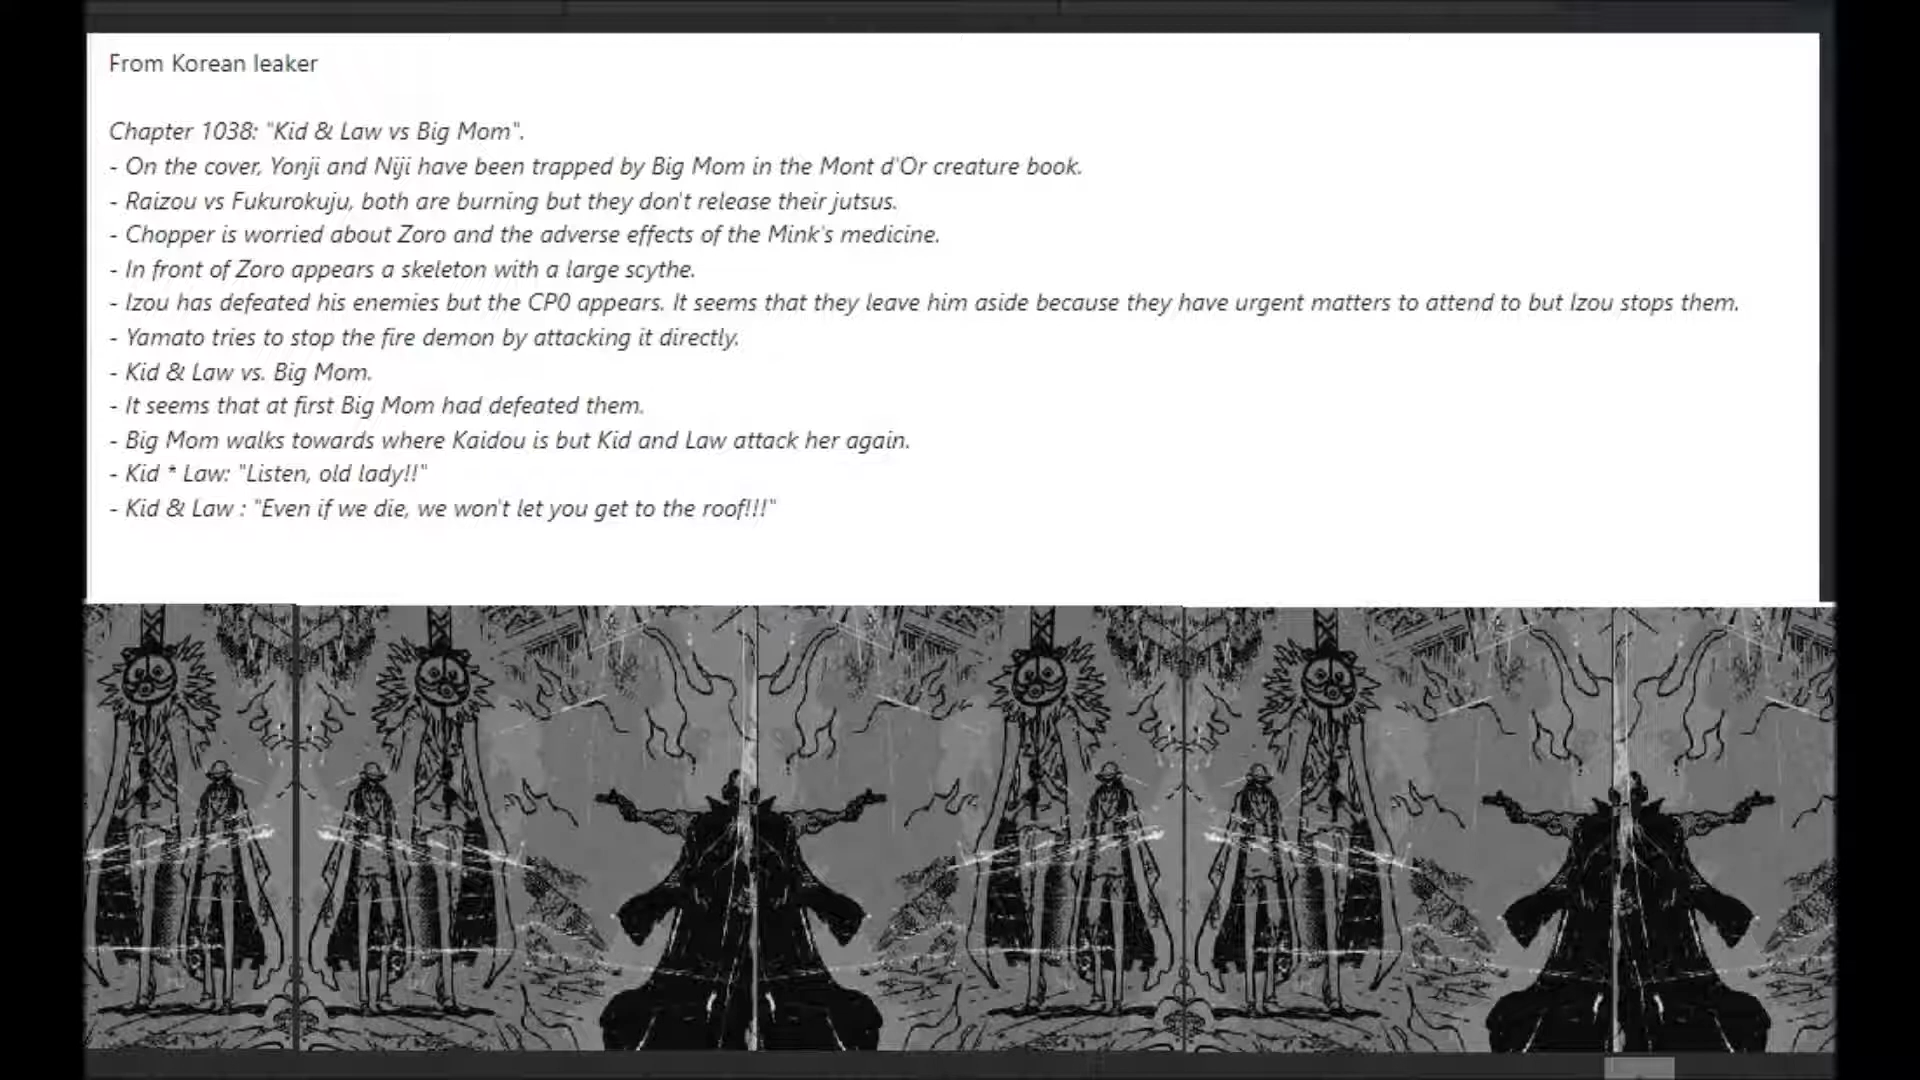 From Korean leaker
Chapter 1038: "Kid & Law vs Big Mom".
- On the cover, Yonji and Niji have been trapped by Big Mom in the Mont d'Or creature book.
- Raizou vs Fukurokuju, both are burning but they don't release their jutsus.
- Chopper is worried about Zoro and the adverse effects of the Mink's medicine.
- In front of Zoro appears a skeleton with a large scythe.
- Izou has defeated his enemies but the CP0 appears. It seems that they leave him aside because they have urgent matters to attend to but Izou stops them.
- Yamato tries to stop the fire demon by attacking it directly.
- Kid & Law vs. Big Mom.
- It seems that at first Big Mom had defeated them.
- Big Mom walks towards where Kaidou is but Kid and Law attack her again.
- Kid * Law: "Listen, old lady!!"
- Kid & Law : "Even if we die, we won't let you get to the roof!!!"